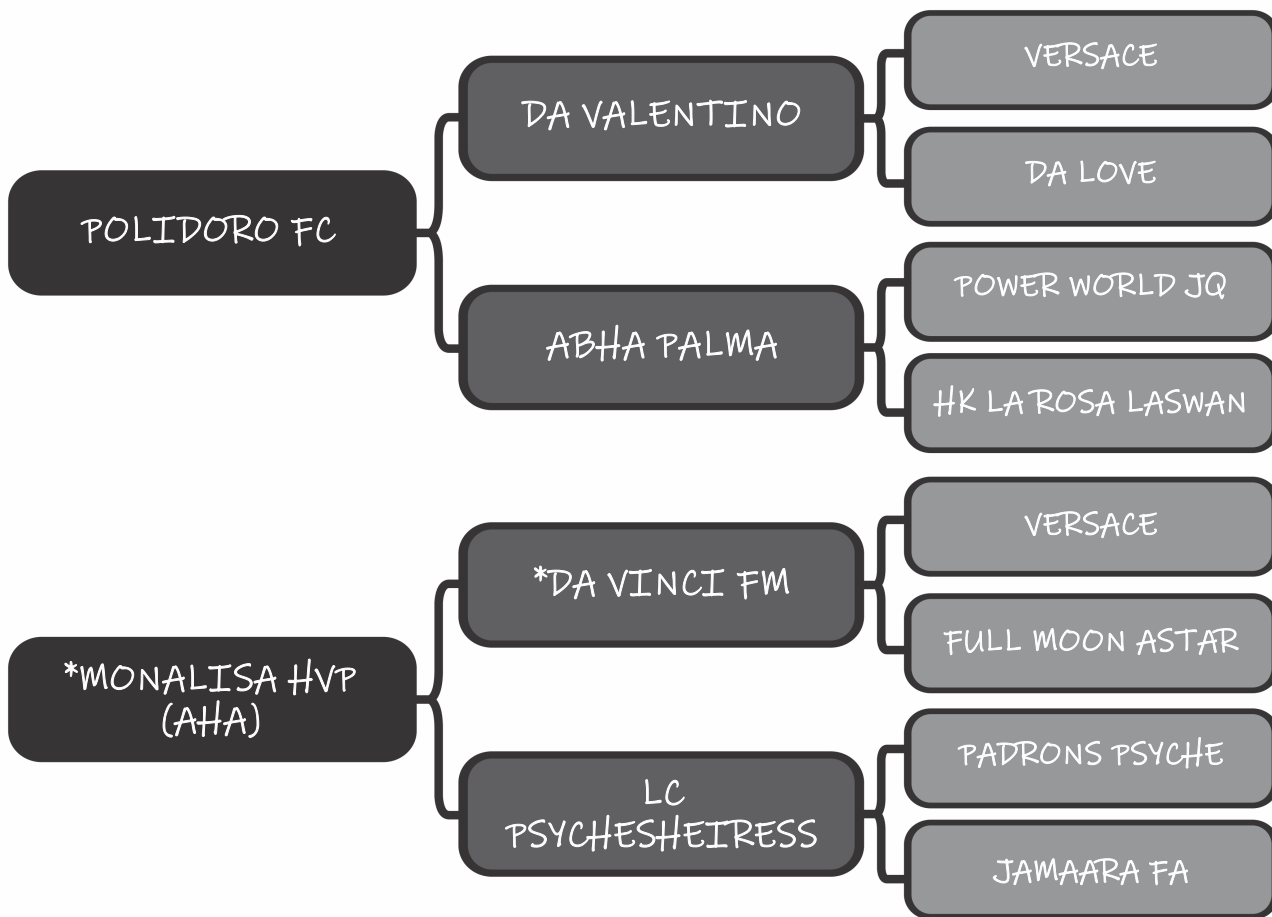 VERSACE
DA VALENTINO
DA LOVE
POLIDORO FC
POWER WORLD JQ
ABHA PALMA
HK LA ROSA LASWAN
VERSACE
*DA VINCI FM
FULL MOON ASTAR
*MONALISA HVP
(AHA)
PADRONS PSYCHE
LC
PSYCHESHEIRESS
JAMAARA FA